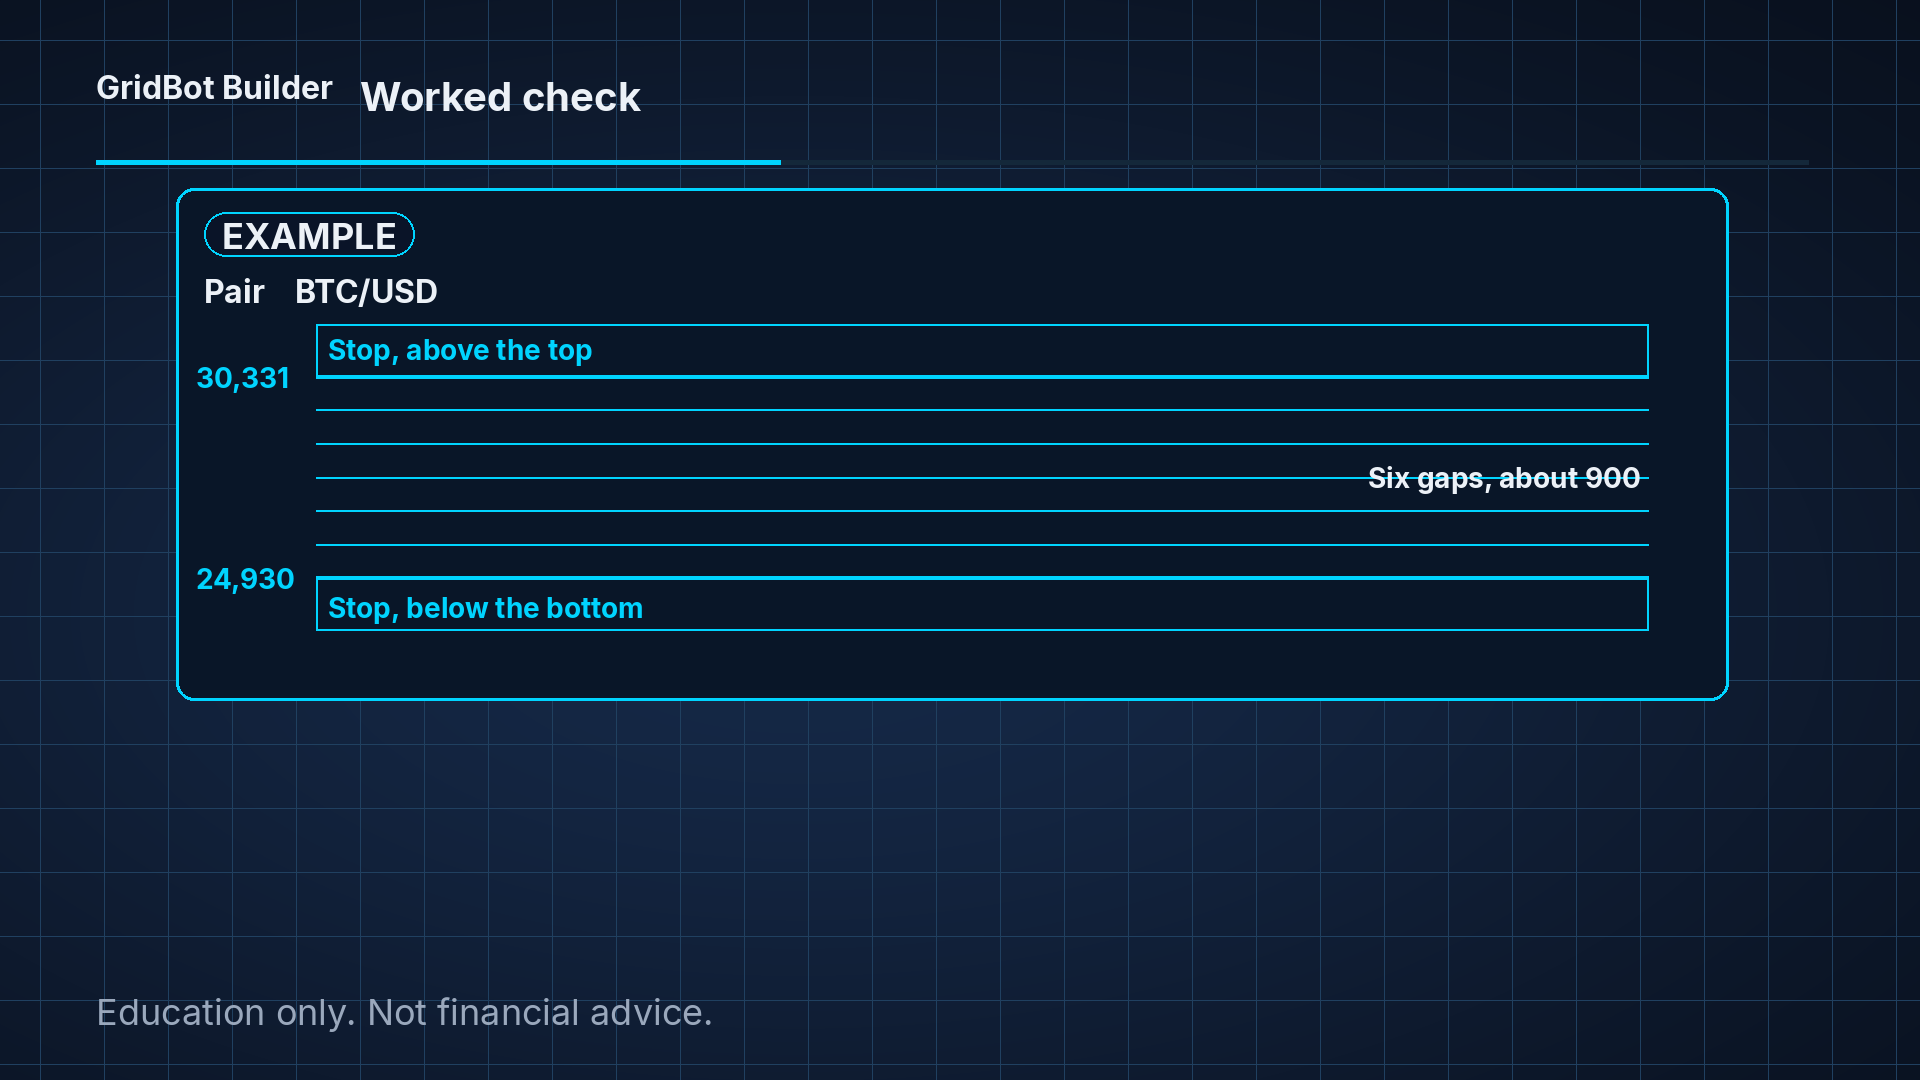 GridBot Builder
Worked check
EXAMPLE
Pair BTC/USD
Stop, above the top
30,331
Six gaps, about 900
24,930
Stop, below the bottom
Education only. Not financial advice.